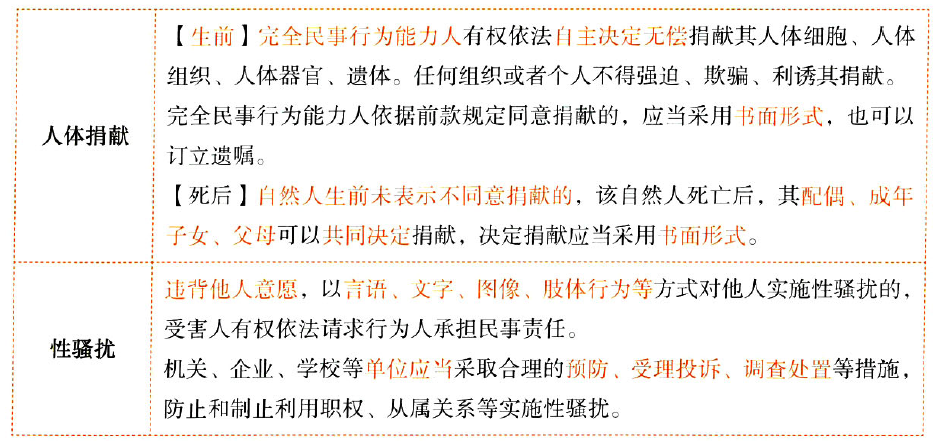 人体捐献
【生前】完全民事行为能力人有权依法自主决定无偿捐献其人体细胞、人体
组织、人体器官、遗体。任何组织或者个人不得强迫、欺骗、利诱其捐献。
完全民事行为能力人依据前款规定同意捐献的，应当采用书面形式，也可以
订立遗嘱。
【死后】自然人生前未表示不同意捐献的，该自然人死亡后，其配偶、成年
子女、父母可以共同决定捐献，决定捐献应当采用书面形式。
性骚扰
违背他人意愿，以言语、文字、图像、肢体行为等方式对他人实施性骚扰的，
受害人有权依法请求行为人承担民事责任。
机关、企业、学校等单位应当采取合理的预防、受理投诉、调查处置等措施，
防止和制止利用职权、从属关系等实施性骚扰。